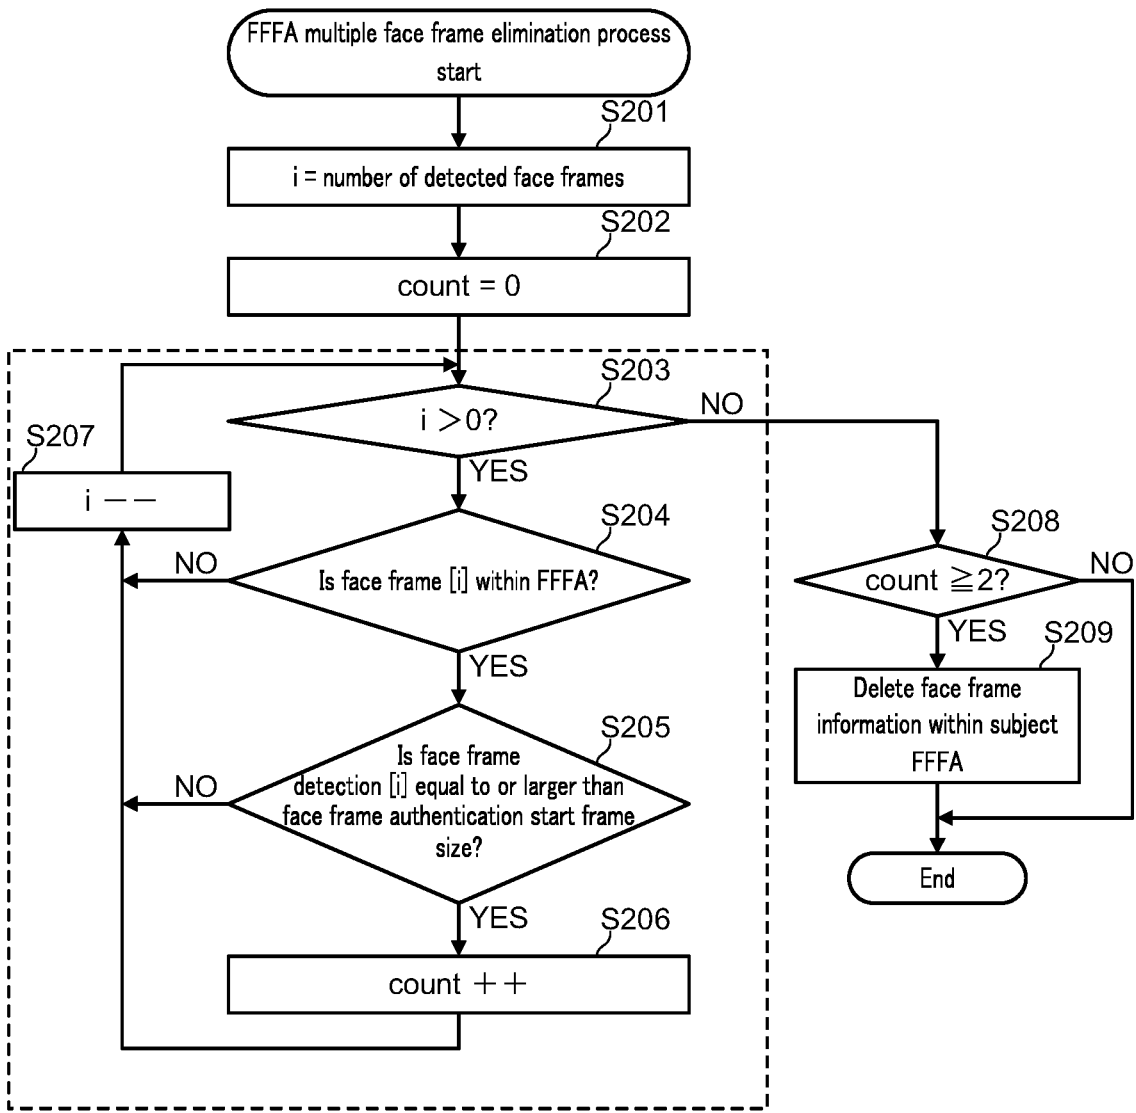 FFFA multiple face frame elimination process
start
S201
i = number of detected face frames
S202
count = 0
S203
i >0?
NO
YES
S207
i －－
S204
Is face frame [i] within FFFA?
NO
YES
S205
Is face frame
detection [i] equal to or larger than
face frame authentication start frame
size?
NO
YES
S206
count ＋＋
S208
count ≧2?
NO
YES
S209
Delete face frame
information within subject
FFFA
End